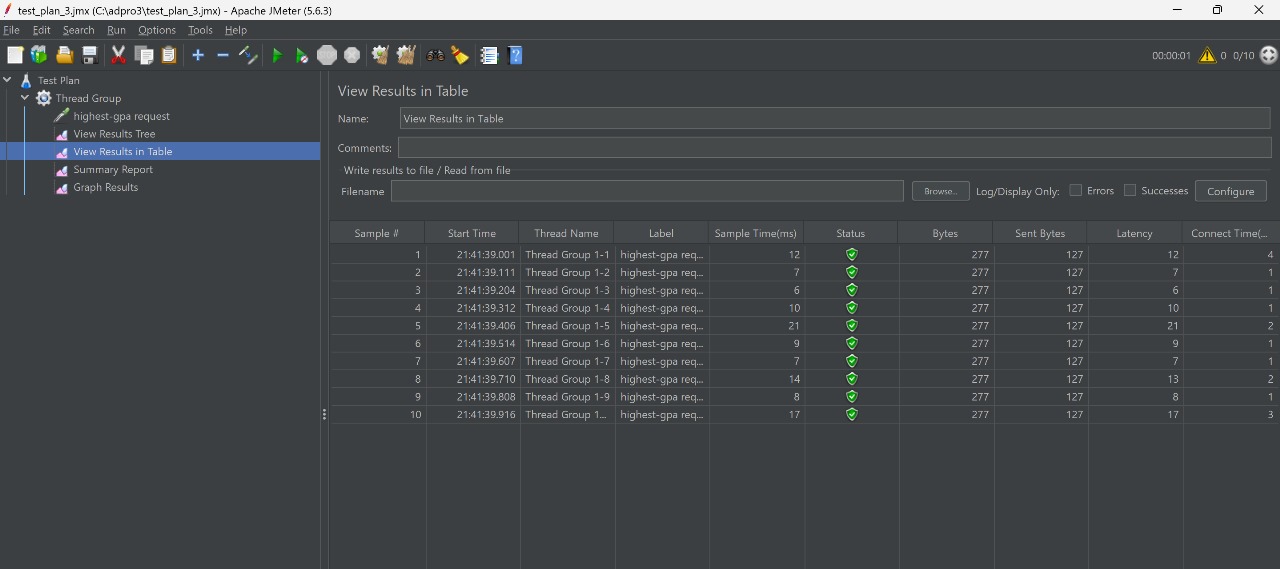 test_plan_3.jmx (C:\adpro3\test_plan_3.jmx) - Apache JMeter (5.6.3)
File Edit Search Run Options Tools Help
00:00:01 0 0/10
Test Plan
Thread Group
highest-gpa request
View Results Tree
View Results in Table
Summary Report
Graph Results
View Results in Table
Name: View Results in Table
Comments:
Write results to file / Read from file
Filename Browse... Log/Display Only: Errors Successes Configure
Sample # Start Time Thread Name Label Sample Time(ms) Status Bytes Sent Bytes Latency Connect Time(...
1 21:41:39.001 Thread Group 1-1 highest-gpa req... 12 277 127 12 4
2 21:41:39.111 Thread Group 1-2 highest-gpa req... 7 277 127 7 1
3 21:41:39.204 Thread Group 1-3 highest-gpa req... 6 277 127 6 1
4 21:41:39.312 Thread Group 1-4 highest-gpa req... 10 277 127 10 1
5 21:41:39.406 Thread Group 1-5 highest-gpa req... 21 277 127 21 2
6 21:41:39.514 Thread Group 1-6 highest-gpa req... 9 277 127 9 1
7 21:41:39.607 Thread Group 1-7 highest-gpa req... 7 277 127 7 1
8 21:41:39.710 Thread Group 1-8 highest-gpa req... 14 277 127 13 2
9 21:41:39.808 Thread Group 1-9 highest-gpa req... 8 277 127 8 1
10 21:41:39.916 Thread Group 1... highest-gpa req... 17 277 127 17 3